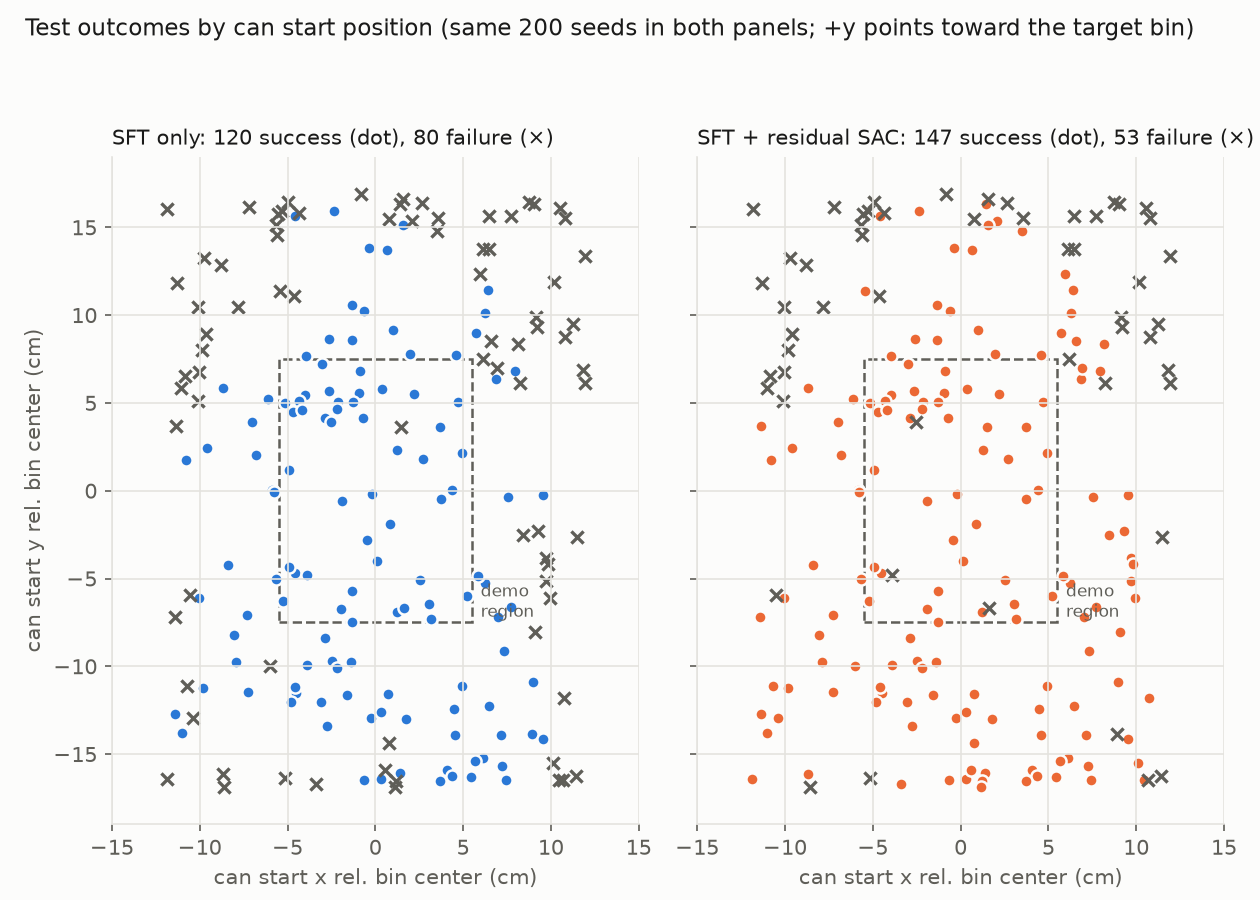 Test outcomes by can start position (same 200 seeds in both panels; +y points toward the target bin)
SFT only: 120 success (dot), 80 failure (×)
SFT + residual SAC: 147 success (dot), 53 failure (×)
can start y rel. bin center (cm)
15
10
5
0
−5
−10
−15
demo
region
demo
region
−15
−10
−5
0
5
10
15
−15
−10
−5
0
5
10
15
can start x rel. bin center (cm)
can start x rel. bin center (cm)